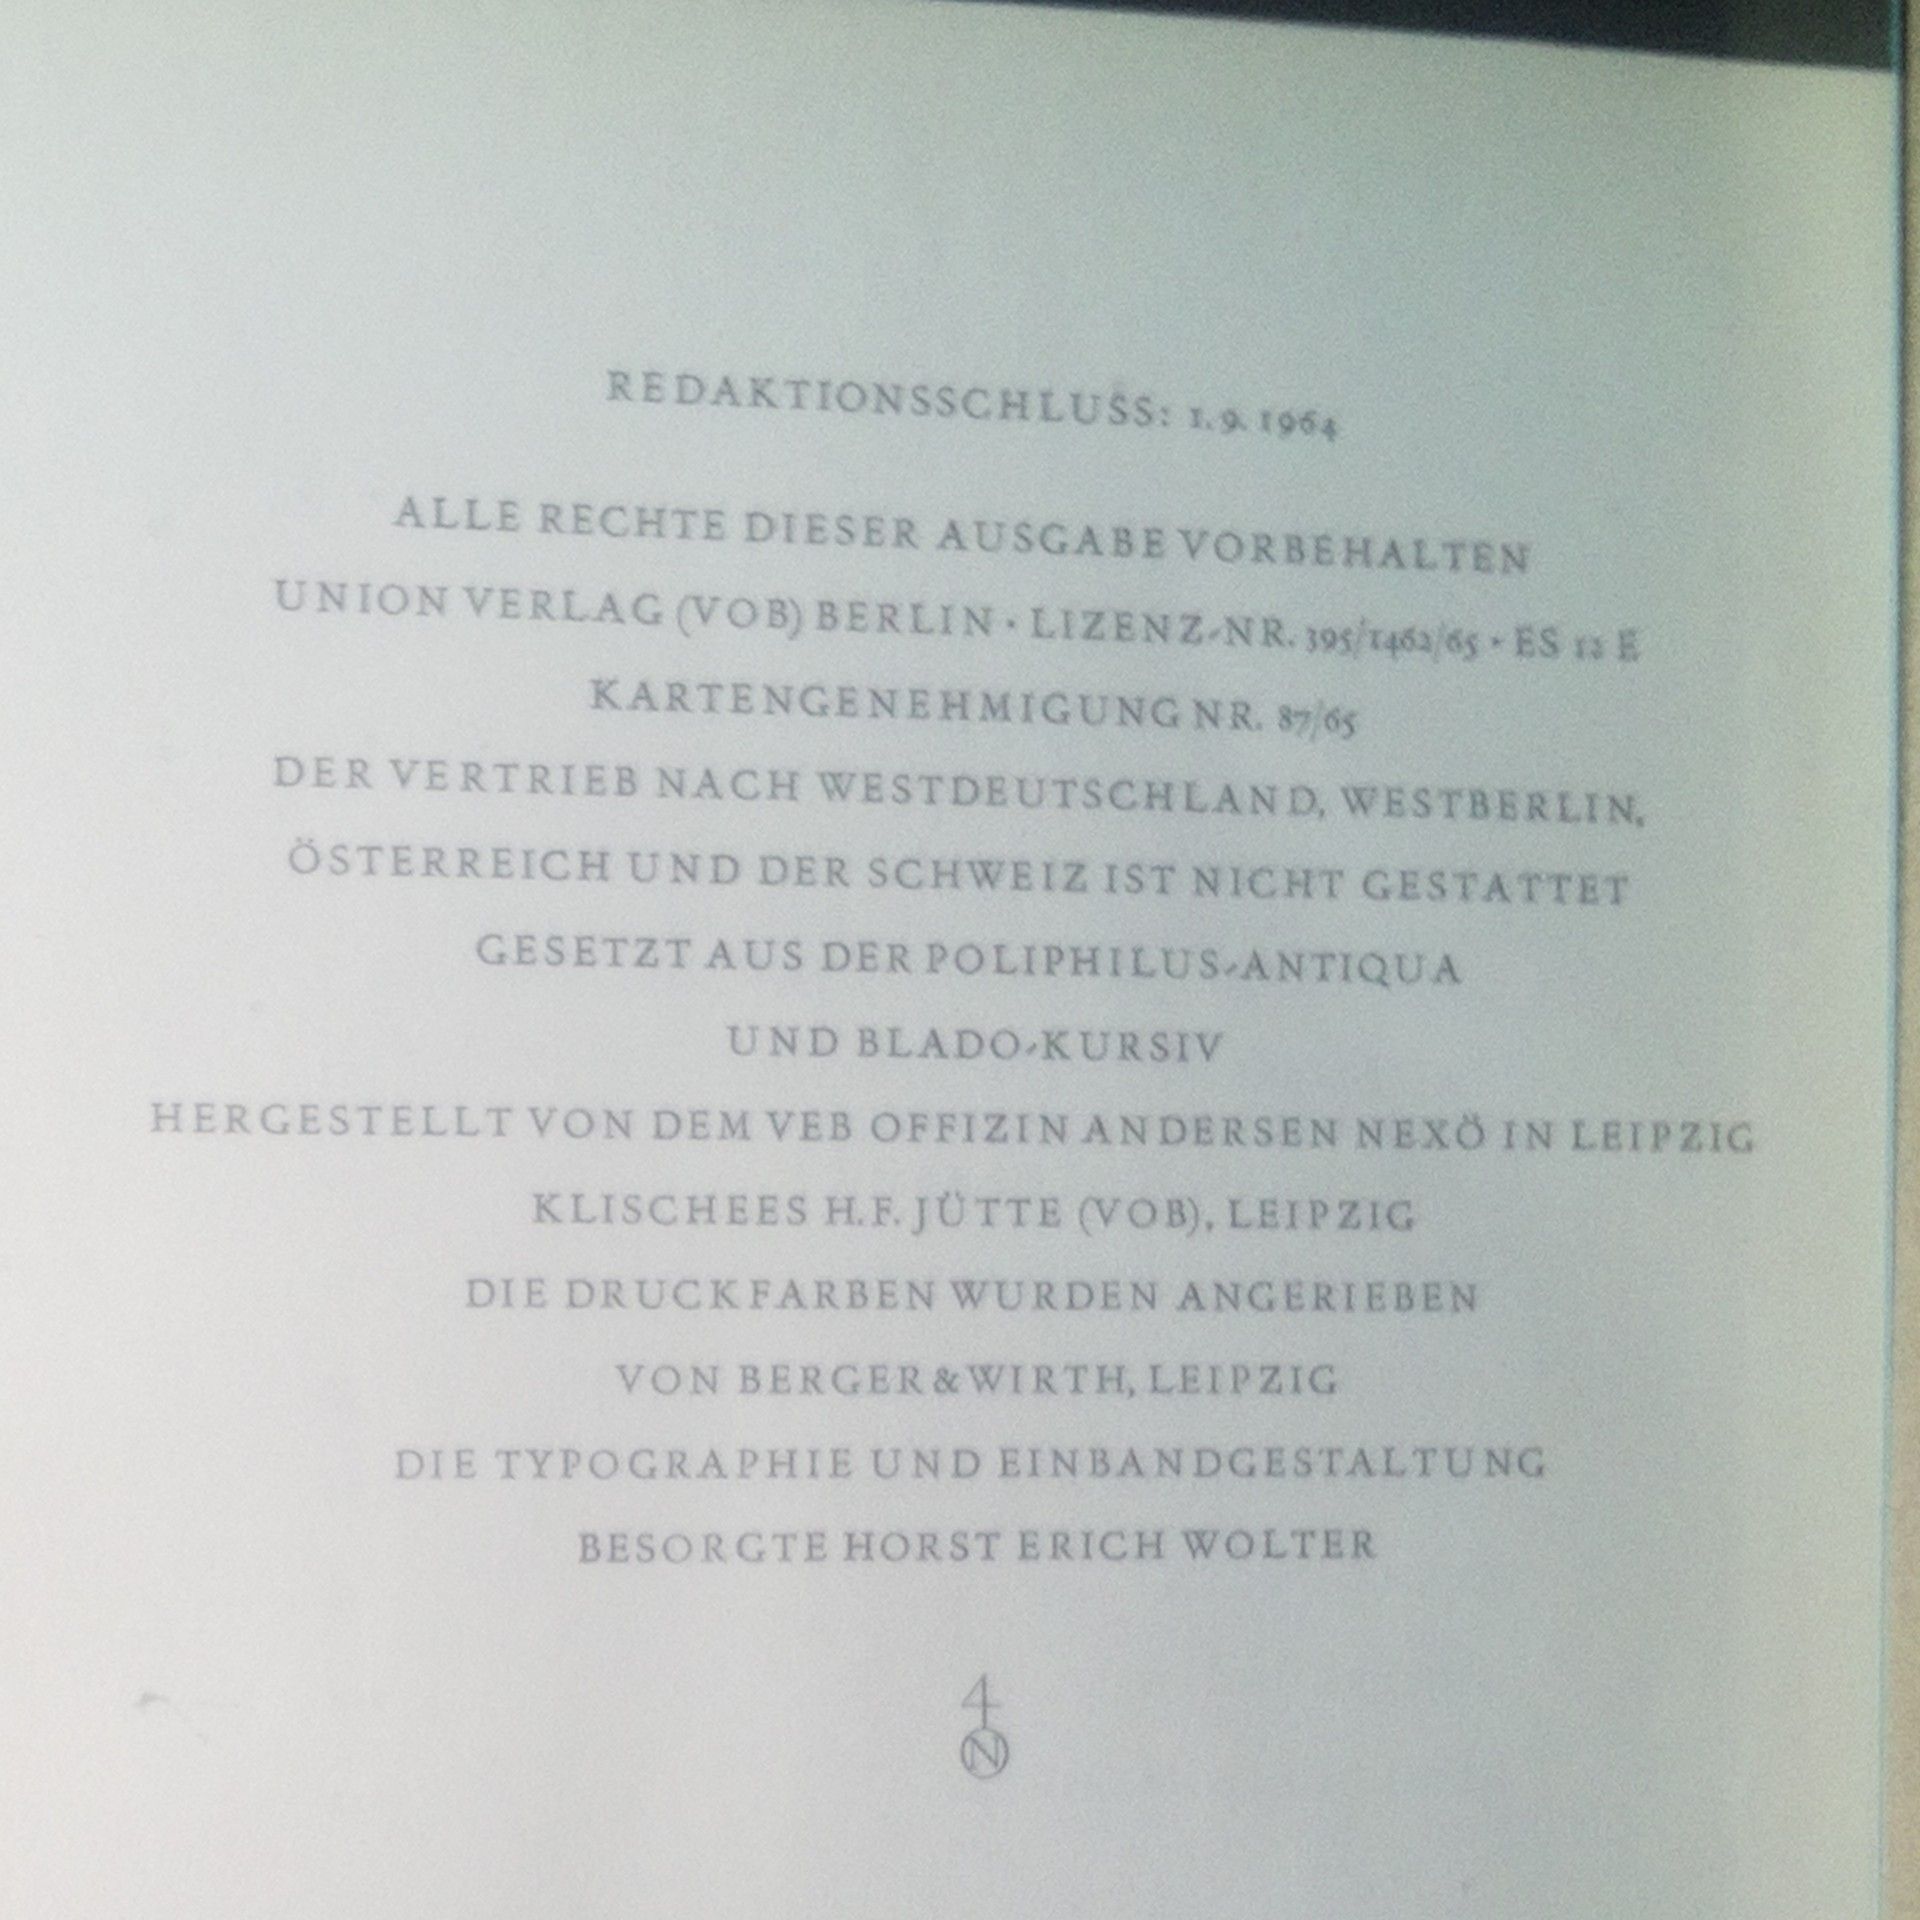 REDAKTIONSSCHLUSS: 1. 9. 1964
ALLE RECHTE DIESER AUSGABE VORBEHALTEN
UNION VERLAG (VOB) BERLIN · LIZENZ-NR. 395/1462/65 · ES 12 E
KARTENGENEHMIGUNG NR. 87/65
DER VERTRIEB NACH WESTDEUTSCHLAND, WESTBERLIN,
ÖSTERREICH UND DER SCHWEIZ IST NICHT GESTATTET
GESETZT AUS DER POLIPHILUS-ANTIQUA
UND BLADO-KURSIV
HERGESTELLT VON DEM VEB OFFIZIN ANDERSEN NEXÖ IN LEIPZIG
KLISCHEES H. F. JÜTTE (VOB), LEIPZIG
DIE DRUCKFARBEN WURDEN ANGERIEBEN
VON BERGER & WIRTH, LEIPZIG
DIE TYPOGRAPHIE UND EINBANDGESTALTUNG
BESORGTE HORST ERICH WOLTER
4
N